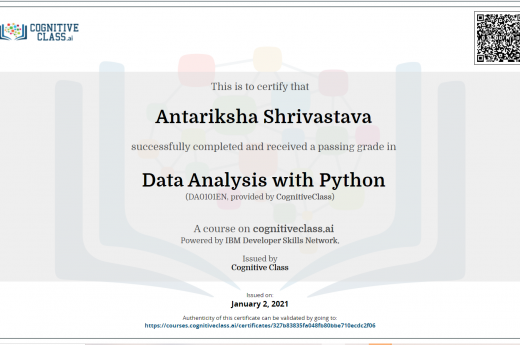 COGNITIVE
CLASS.ai
This is to certify that
Antariksha Shrivastava
successfully completed and received a passing grade in
Data Analysis with Python
(DA0101EN, provided by CognitiveClass)
A course on cognitiveclass.ai
Powered by IBM Developer Skills Network.
Issued by
Cognitive Class
Issued on:
January 2, 2021
Authenticity of this certificate can be validated by going to:
https://courses.cognitiveclass.ai/certificates/327b83835fa048fb80bbe710ecdc2f06